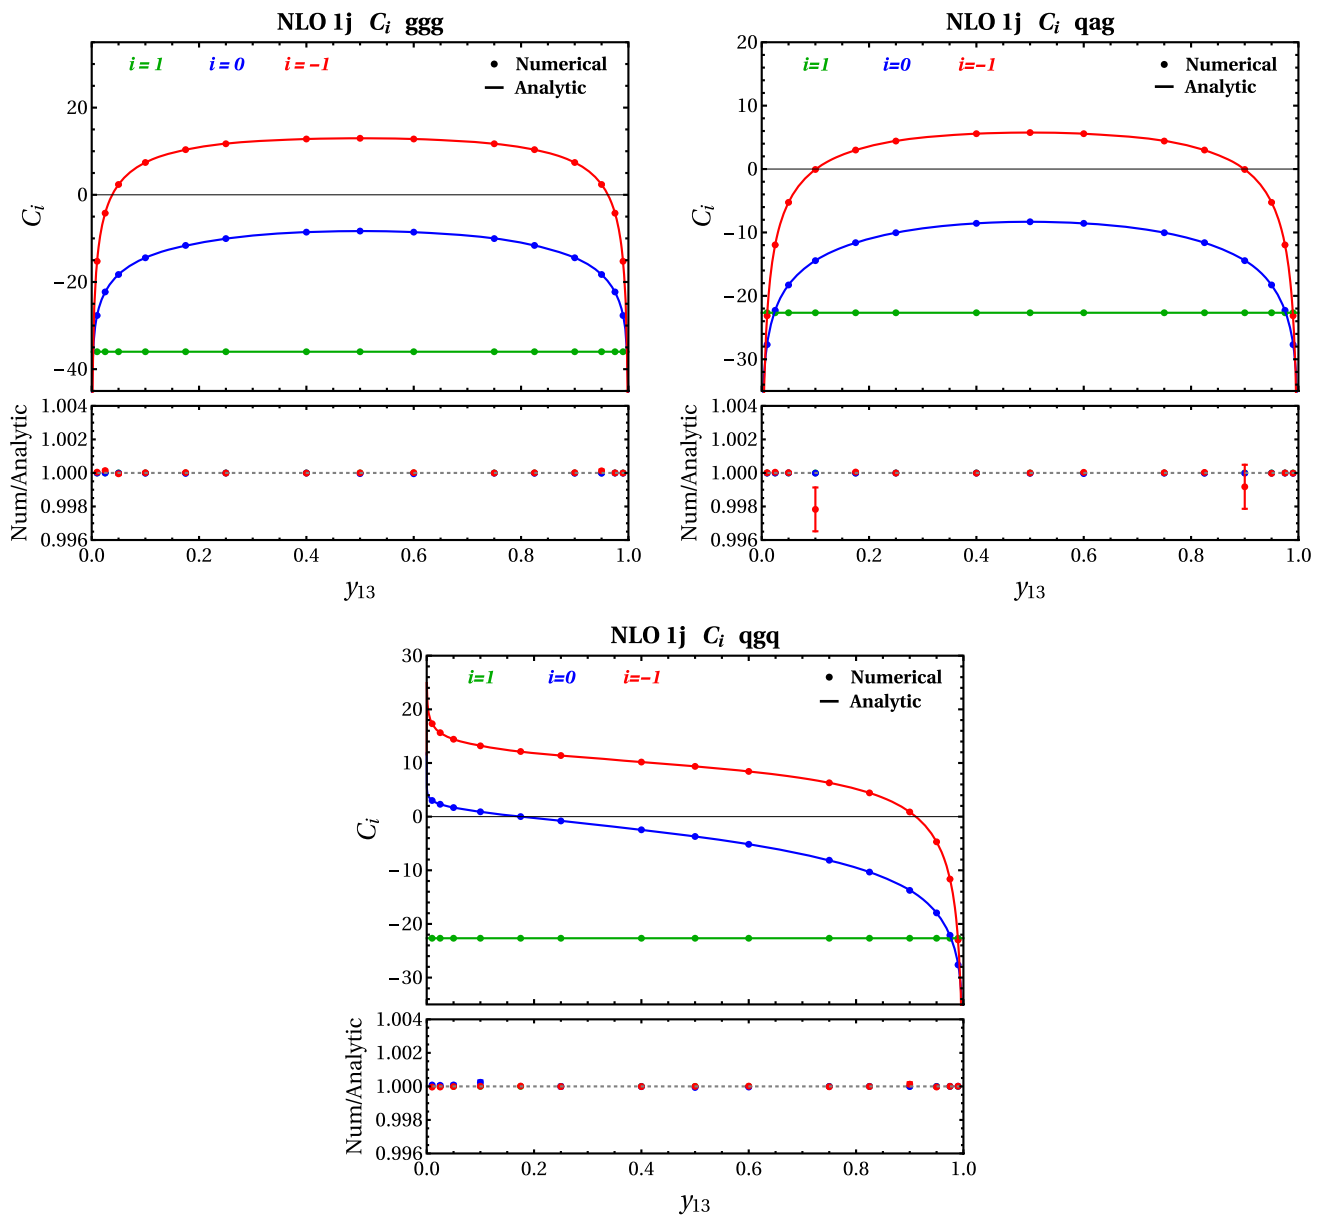 NLO 1j C_i ggg
i = 1 i = 0 i = −1
Numerical
Analytic
20
0
−20
−40
C_i
1.004
1.002
1.000
0.998
0.996
Num/Analytic
0.0 0.2 0.4 0.6 0.8 1.0
y_13
NLO 1j C_i qag
i=1 i=0 i=−1
Numerical
Analytic
20
10
0
−10
−20
−30
C_i
1.004
1.002
1.000
0.998
0.996
Num/Analytic
0.0 0.2 0.4 0.6 0.8 1.0
y_13
NLO 1j C_i qgq
i=1 i=0 i=−1
Numerical
Analytic
30
20
10
0
−10
−20
−30
C_i
1.004
1.002
1.000
0.998
0.996
Num/Analytic
0.0 0.2 0.4 0.6 0.8 1.0
y_13